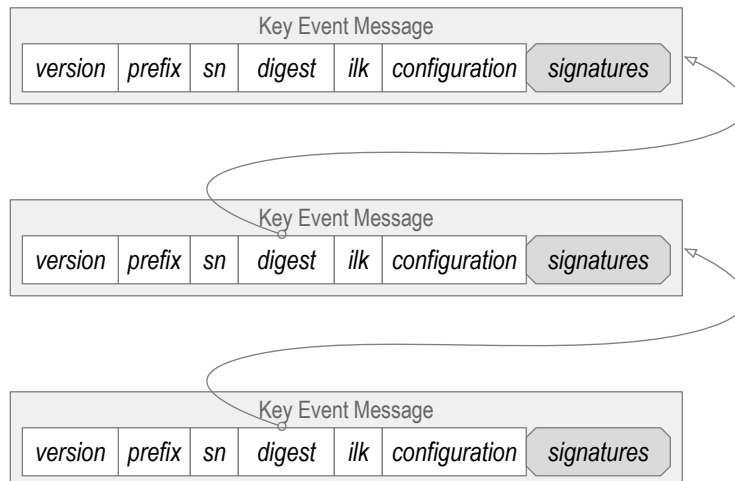 Key Event Message
version prefix sn digest ilk configuration signatures
Key Event Message
version prefix sn digest ilk configuration signatures
Key Event Message
version prefix sn digest ilk configuration signatures